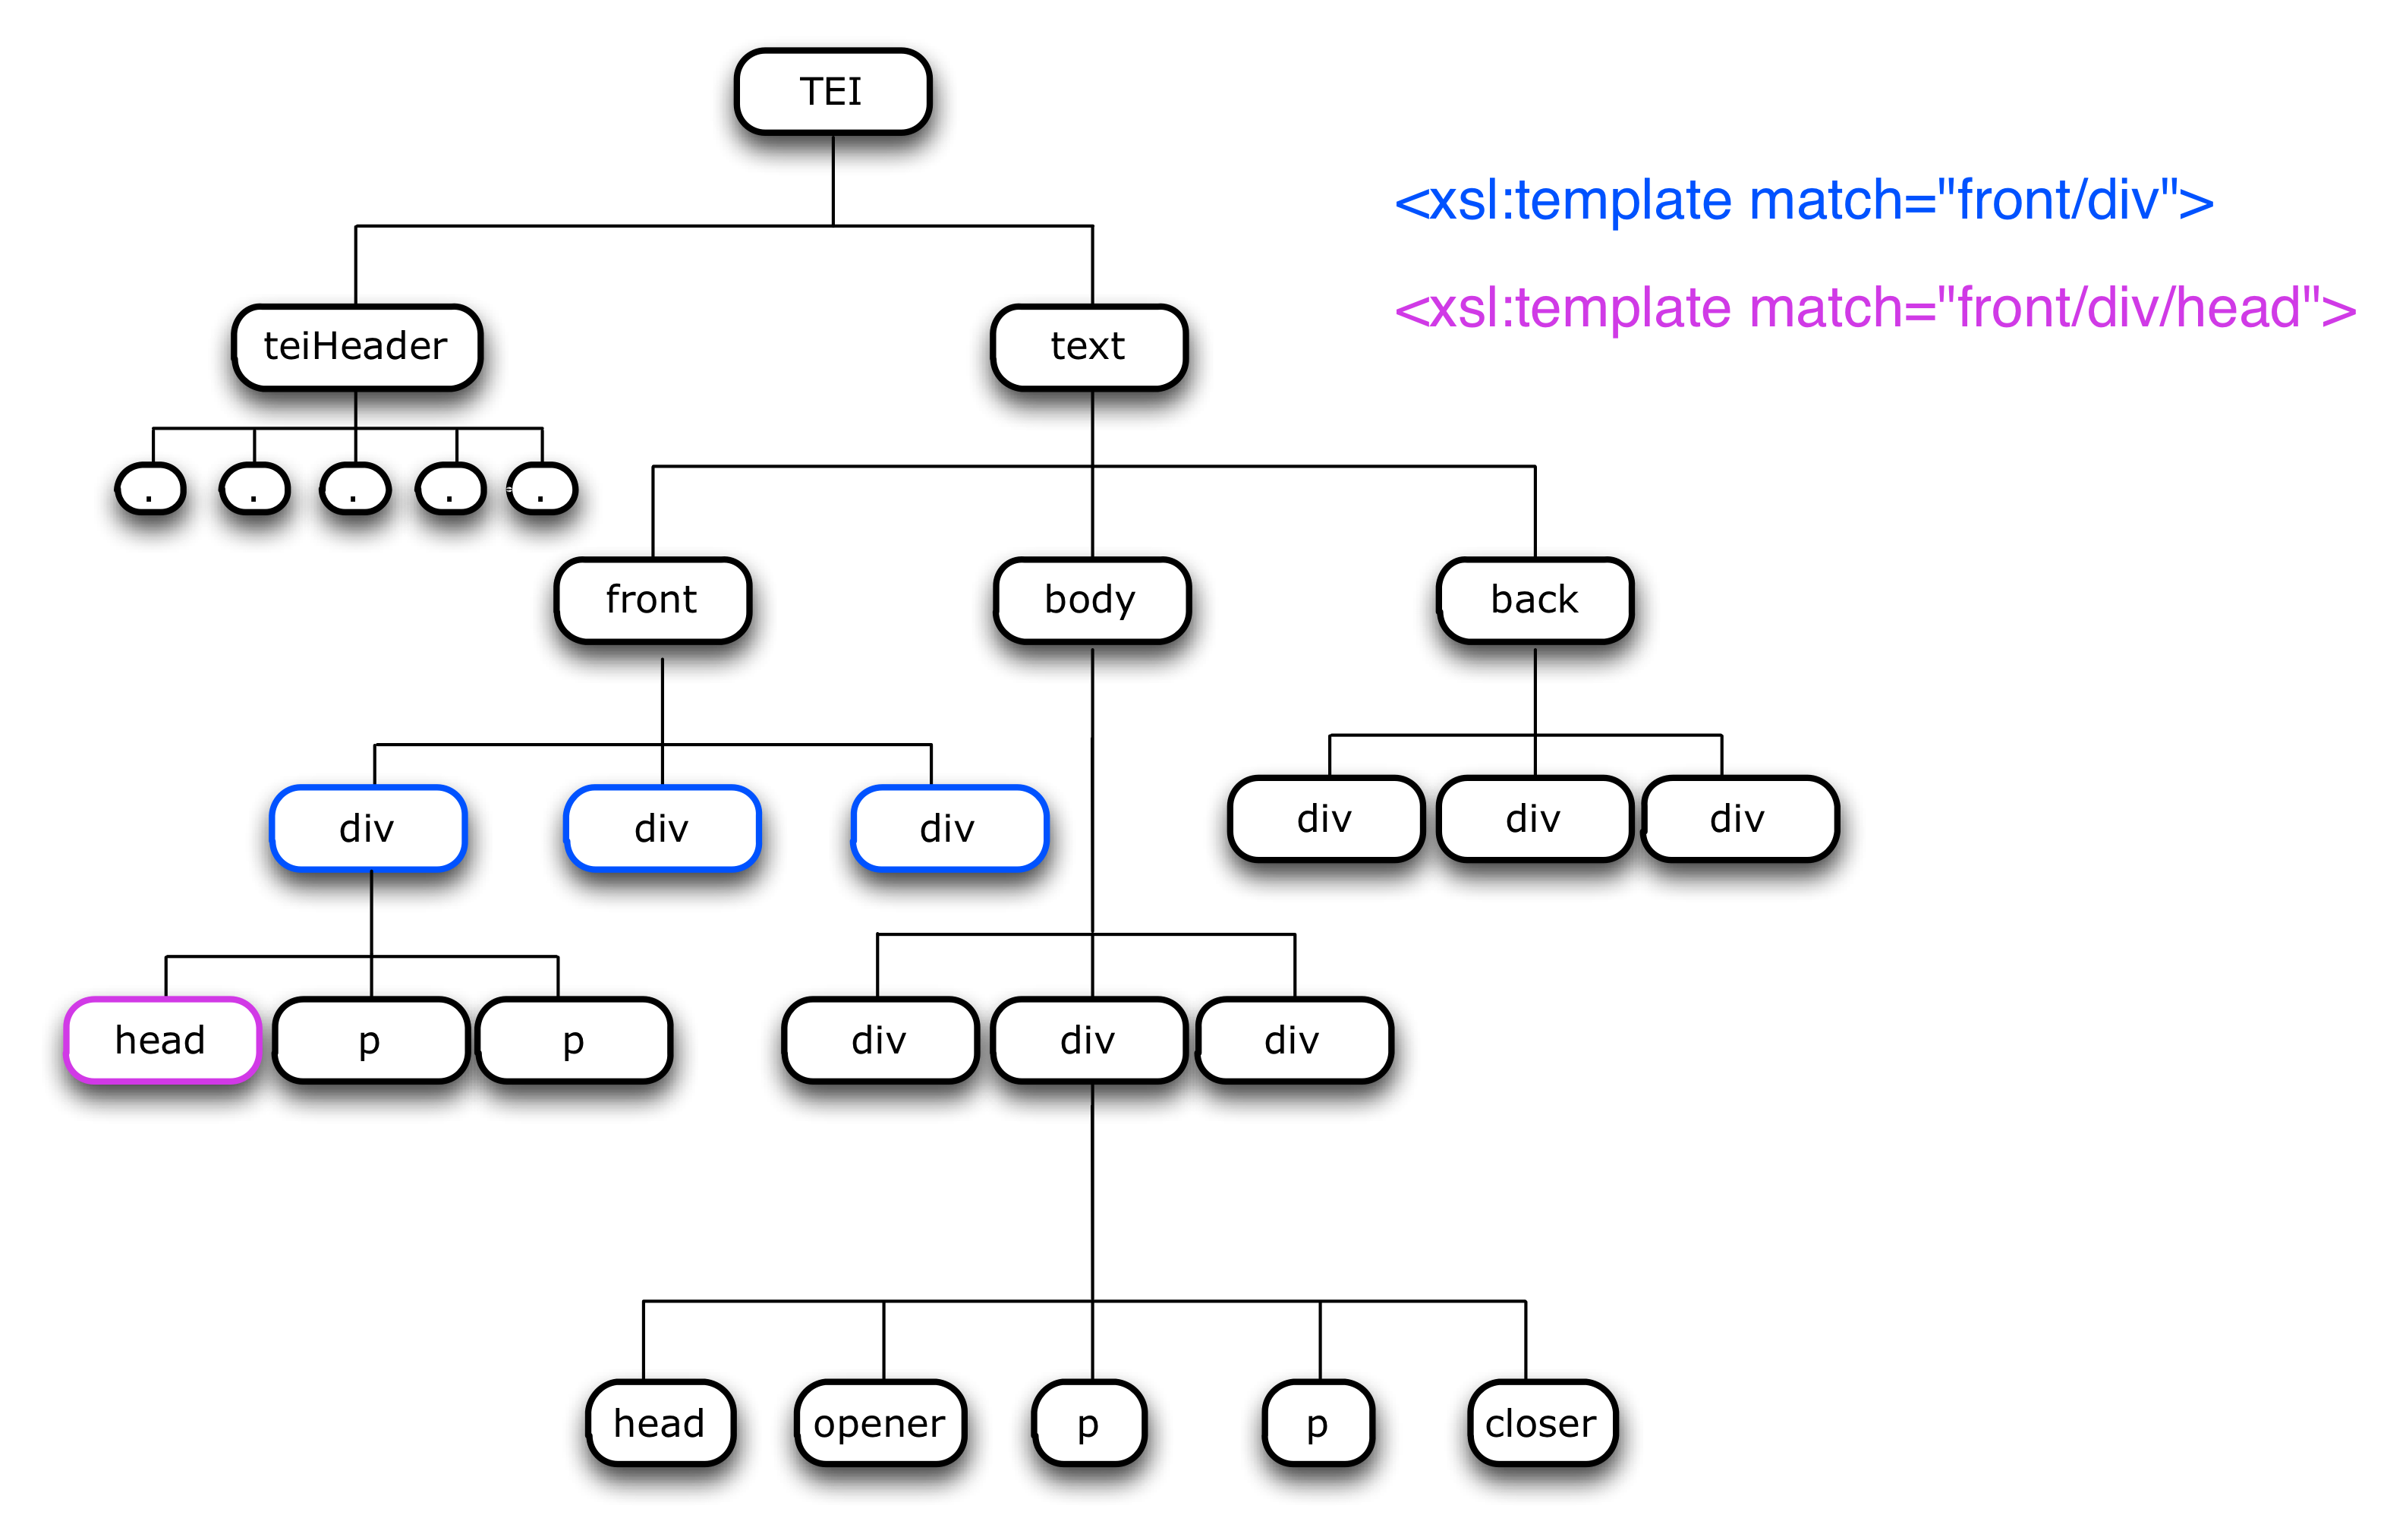 TEI
<xsl:template match="front/div">
<xsl:template match="front/div/head">
teiHeader
text
. . . . .
front
body
back
div
div
div
div
div
div
head
p
p
div
div
div
head
opener
p
p
closer